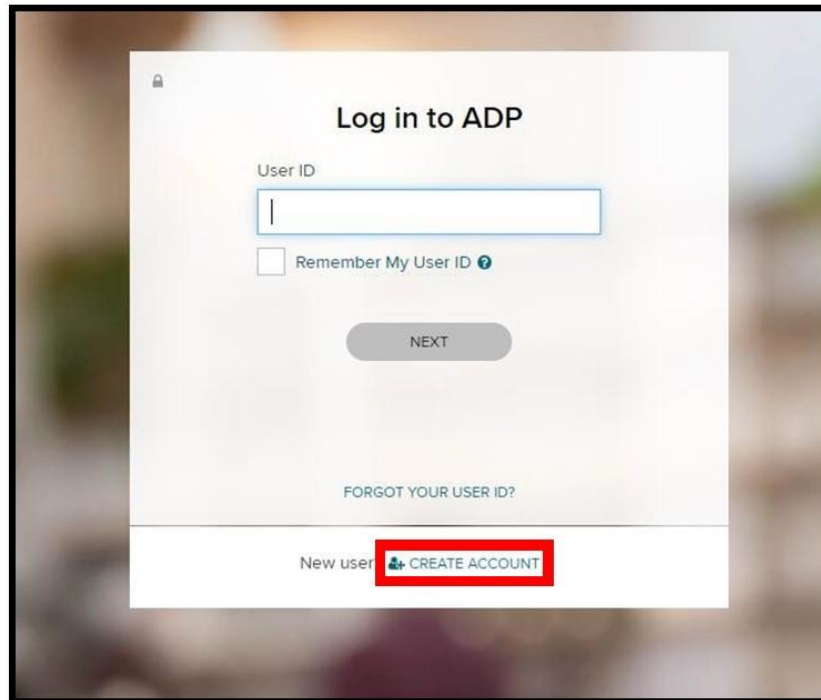 Log in to ADP
User ID
Remember My User ID
NEXT
FORGOT YOUR USER ID?
New user CREATE ACCOUNT